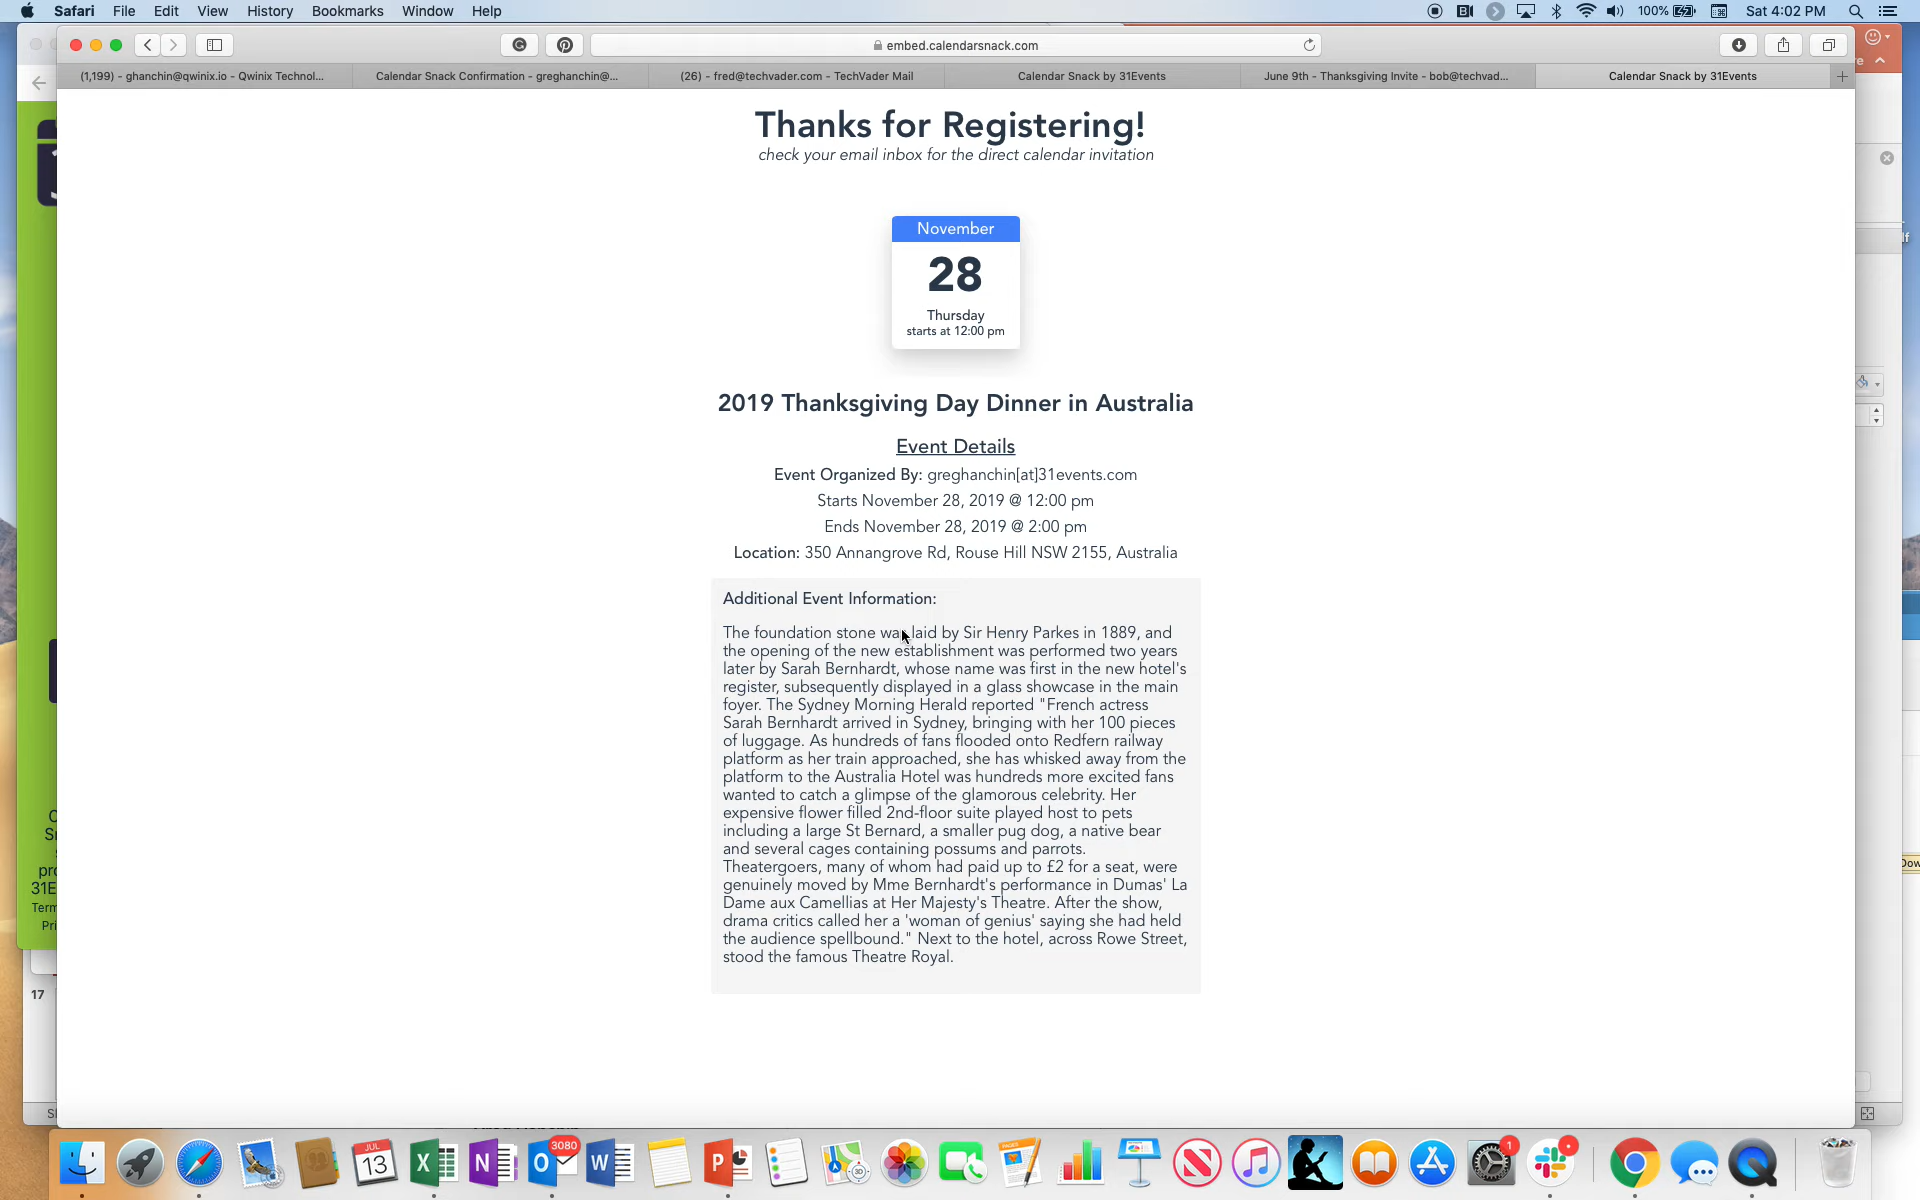 Safari File Edit View History Bookmarks Window Help 100% Sat 4:02 PM
embed.calendarsnack.com
(1,199) - ghanchin@qwinix.io - Qwinix Technol... Calendar Snack Confirmation - greghanchin@... (26) - fred@techvader.com - TechVader Mail Calendar Snack by 31Events June 9th - Thanksgiving Invite - bob@techvad... Calendar Snack by 31Events
Thanks for Registering!
check your email inbox for the direct calendar invitation
November
28
Thursday
starts at 12:00 pm
2019 Thanksgiving Day Dinner in Australia
Event Details
Event Organized By: greghanchin[at]31events.com
Starts November 28, 2019 @ 12:00 pm
Ends November 28, 2019 @ 2:00 pm
Location: 350 Annangrove Rd, Rouse Hill NSW 2155, Australia
Additional Event Information:
The foundation stone was laid by Sir Henry Parkes in 1889, and
the opening of the new establishment was performed two years
later by Sarah Bernhardt, whose name was first in the new hotel's
register, subsequently displayed in a glass showcase in the main
foyer. The Sydney Morning Herald reported "French actress
Sarah Bernhardt arrived in Sydney, bringing with her 100 pieces
of luggage. As hundreds of fans flooded onto Redfern railway
platform as her train approached, she has whisked away from the
platform to the Australia Hotel was hundreds more excited fans
wanted to catch a glimpse of the glamorous celebrity. Her
expensive flower filled 2nd-floor suite played host to pets
including a large St Bernard, a smaller pug dog, a native bear
and several cages containing possums and parrots.
Theatergoers, many of whom had paid up to £2 for a seat, were
genuinely moved by Mme Bernhardt's performance in Dumas' La
Dame aux Camellias at Her Majesty's Theatre. After the show,
drama critics called her a 'woman of genius' saying she had held
the audience spellbound." Next to the hotel, across Rowe Street,
stood the famous Theatre Royal.
31E
Term
Pri
17
JUL
13
3080
PAGES
1